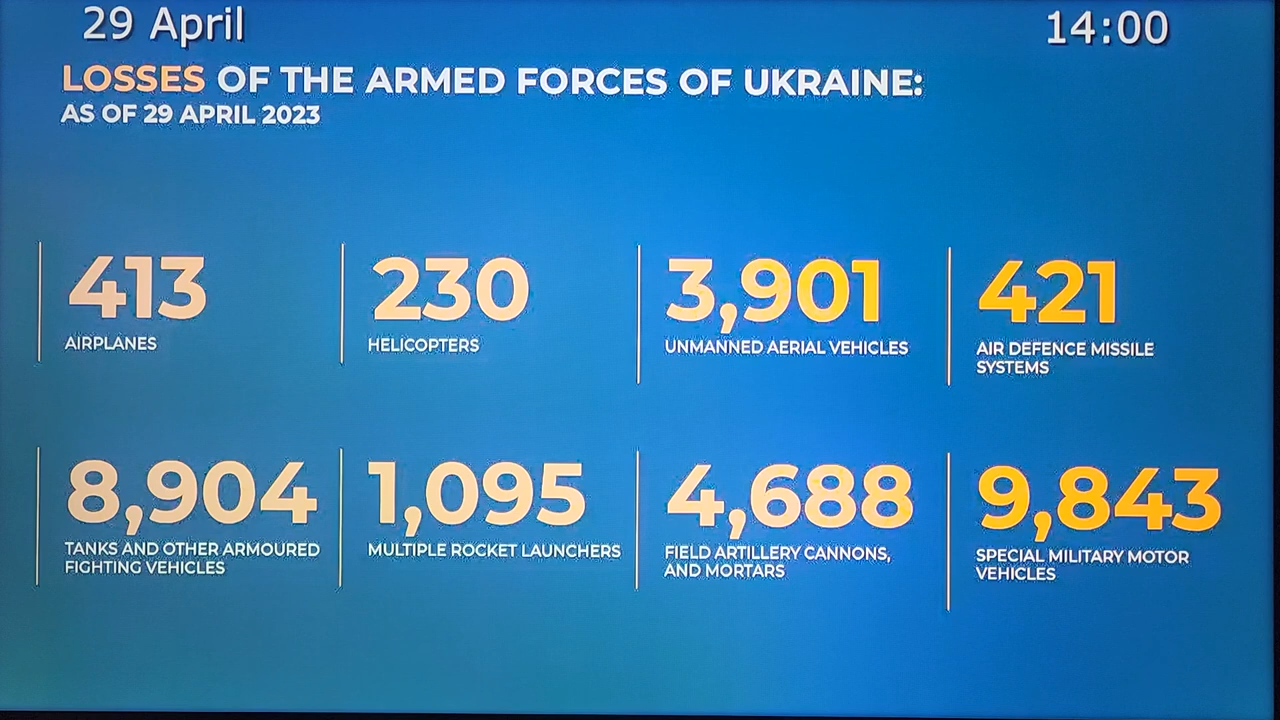 29 April
14:00
LOSSES OF THE ARMED FORCES OF UKRAINE:
AS OF 29 APRIL 2023
413
AIRPLANES
230
HELICOPTERS
3,901
UNMANNED AERIAL VEHICLES
421
AIR DEFENCE MISSILE
SYSTEMS
8,904
TANKS AND OTHER ARMOURED
FIGHTING VEHICLES
1,095
MULTIPLE ROCKET LAUNCHERS
4,688
FIELD ARTILLERY CANNONS,
AND MORTARS
9,843
SPECIAL MILITARY MOTOR
VEHICLES